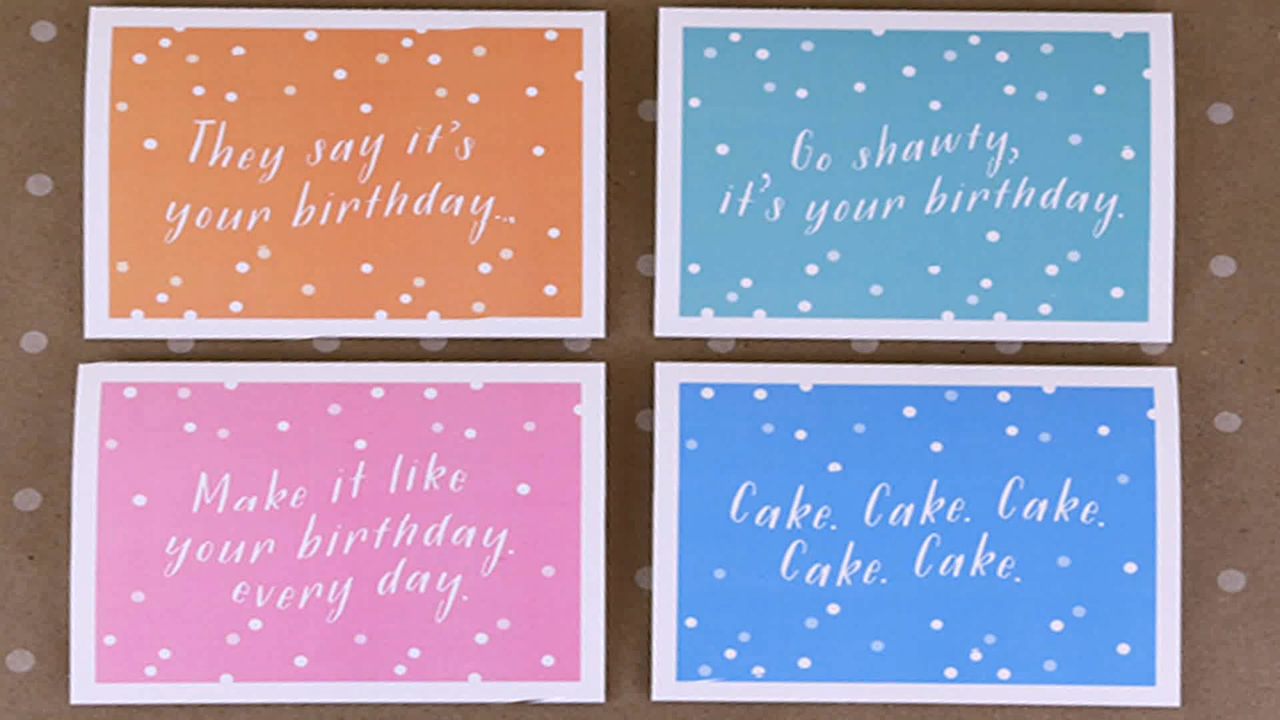 They say it's
your birthday...
Go shawty,
it's your birthday.
Make it like
your birthday.
every day.
Cake. Cake. Cake.
Cake. Cake.